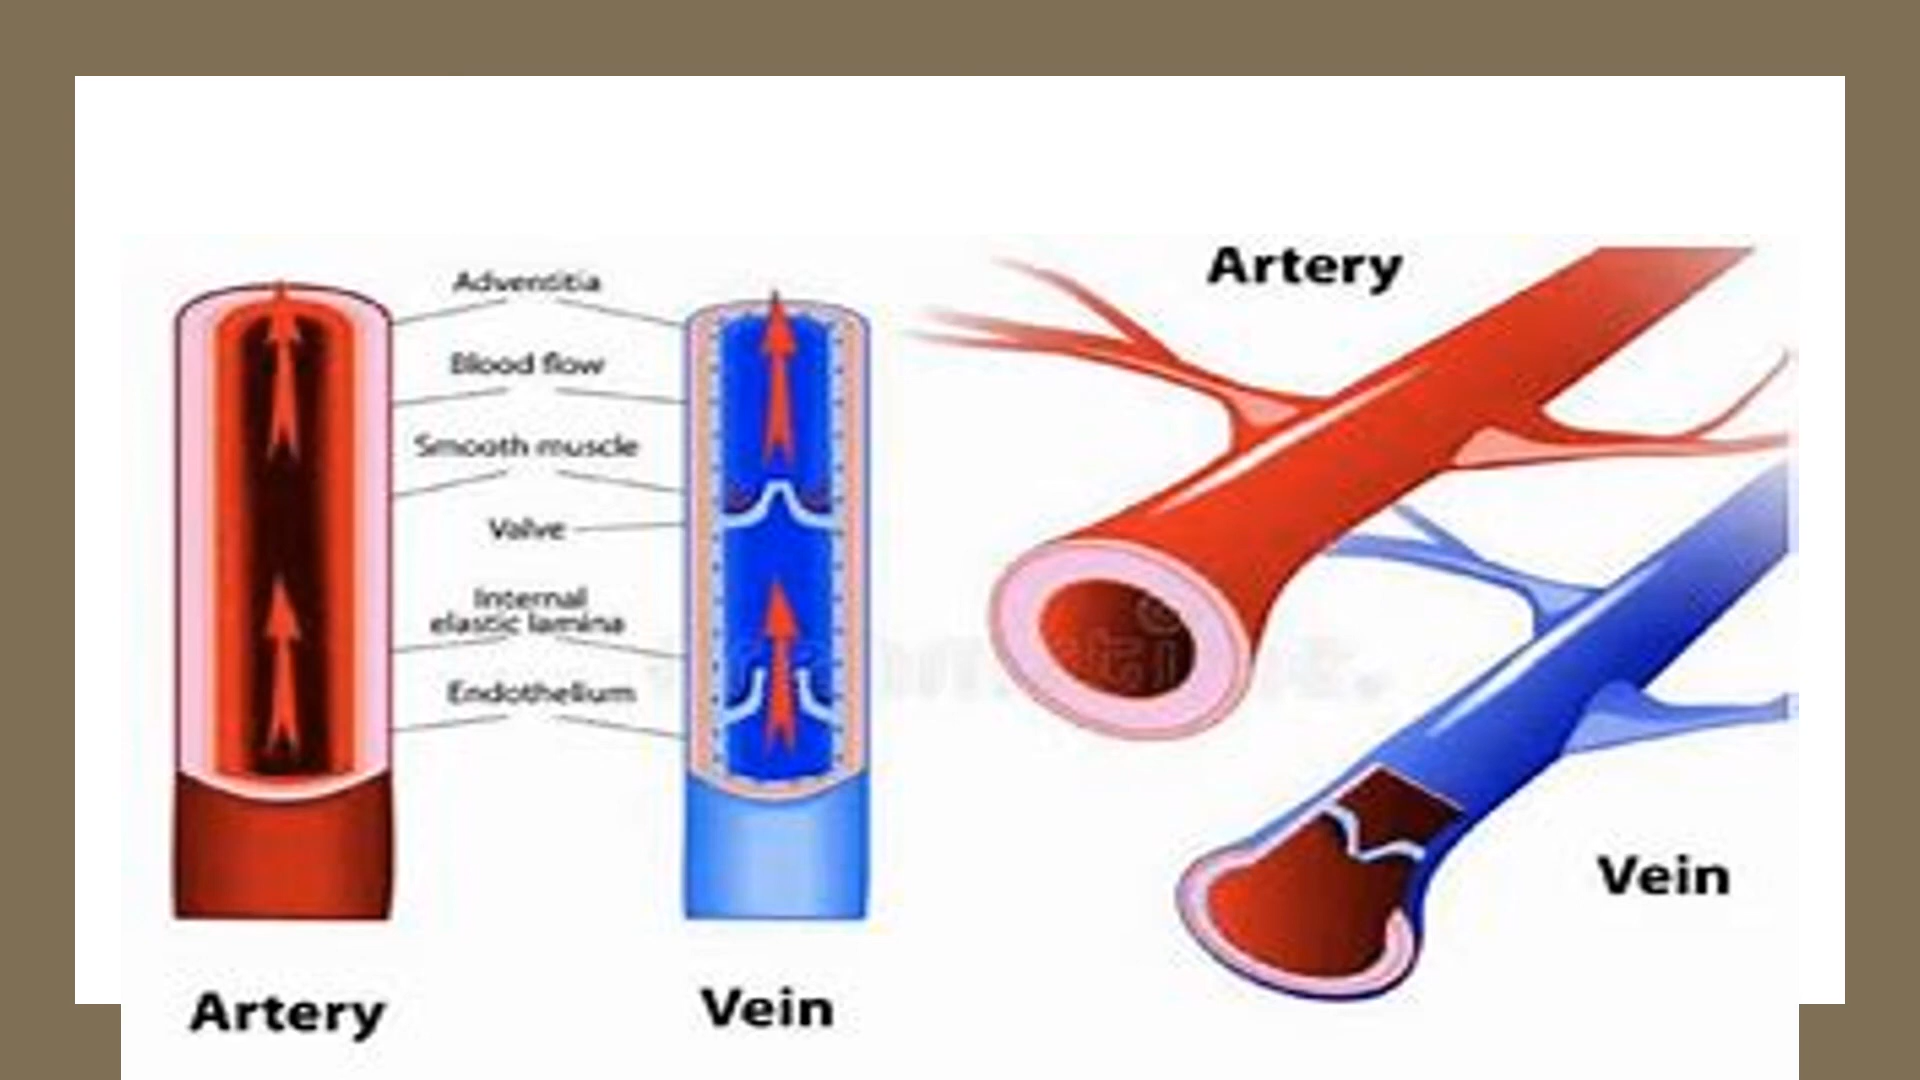 Adventitia
Blood flow
Smooth muscle
Valve
Internal
elastic lamina
Endothelium
Artery
Vein
Artery
Vein